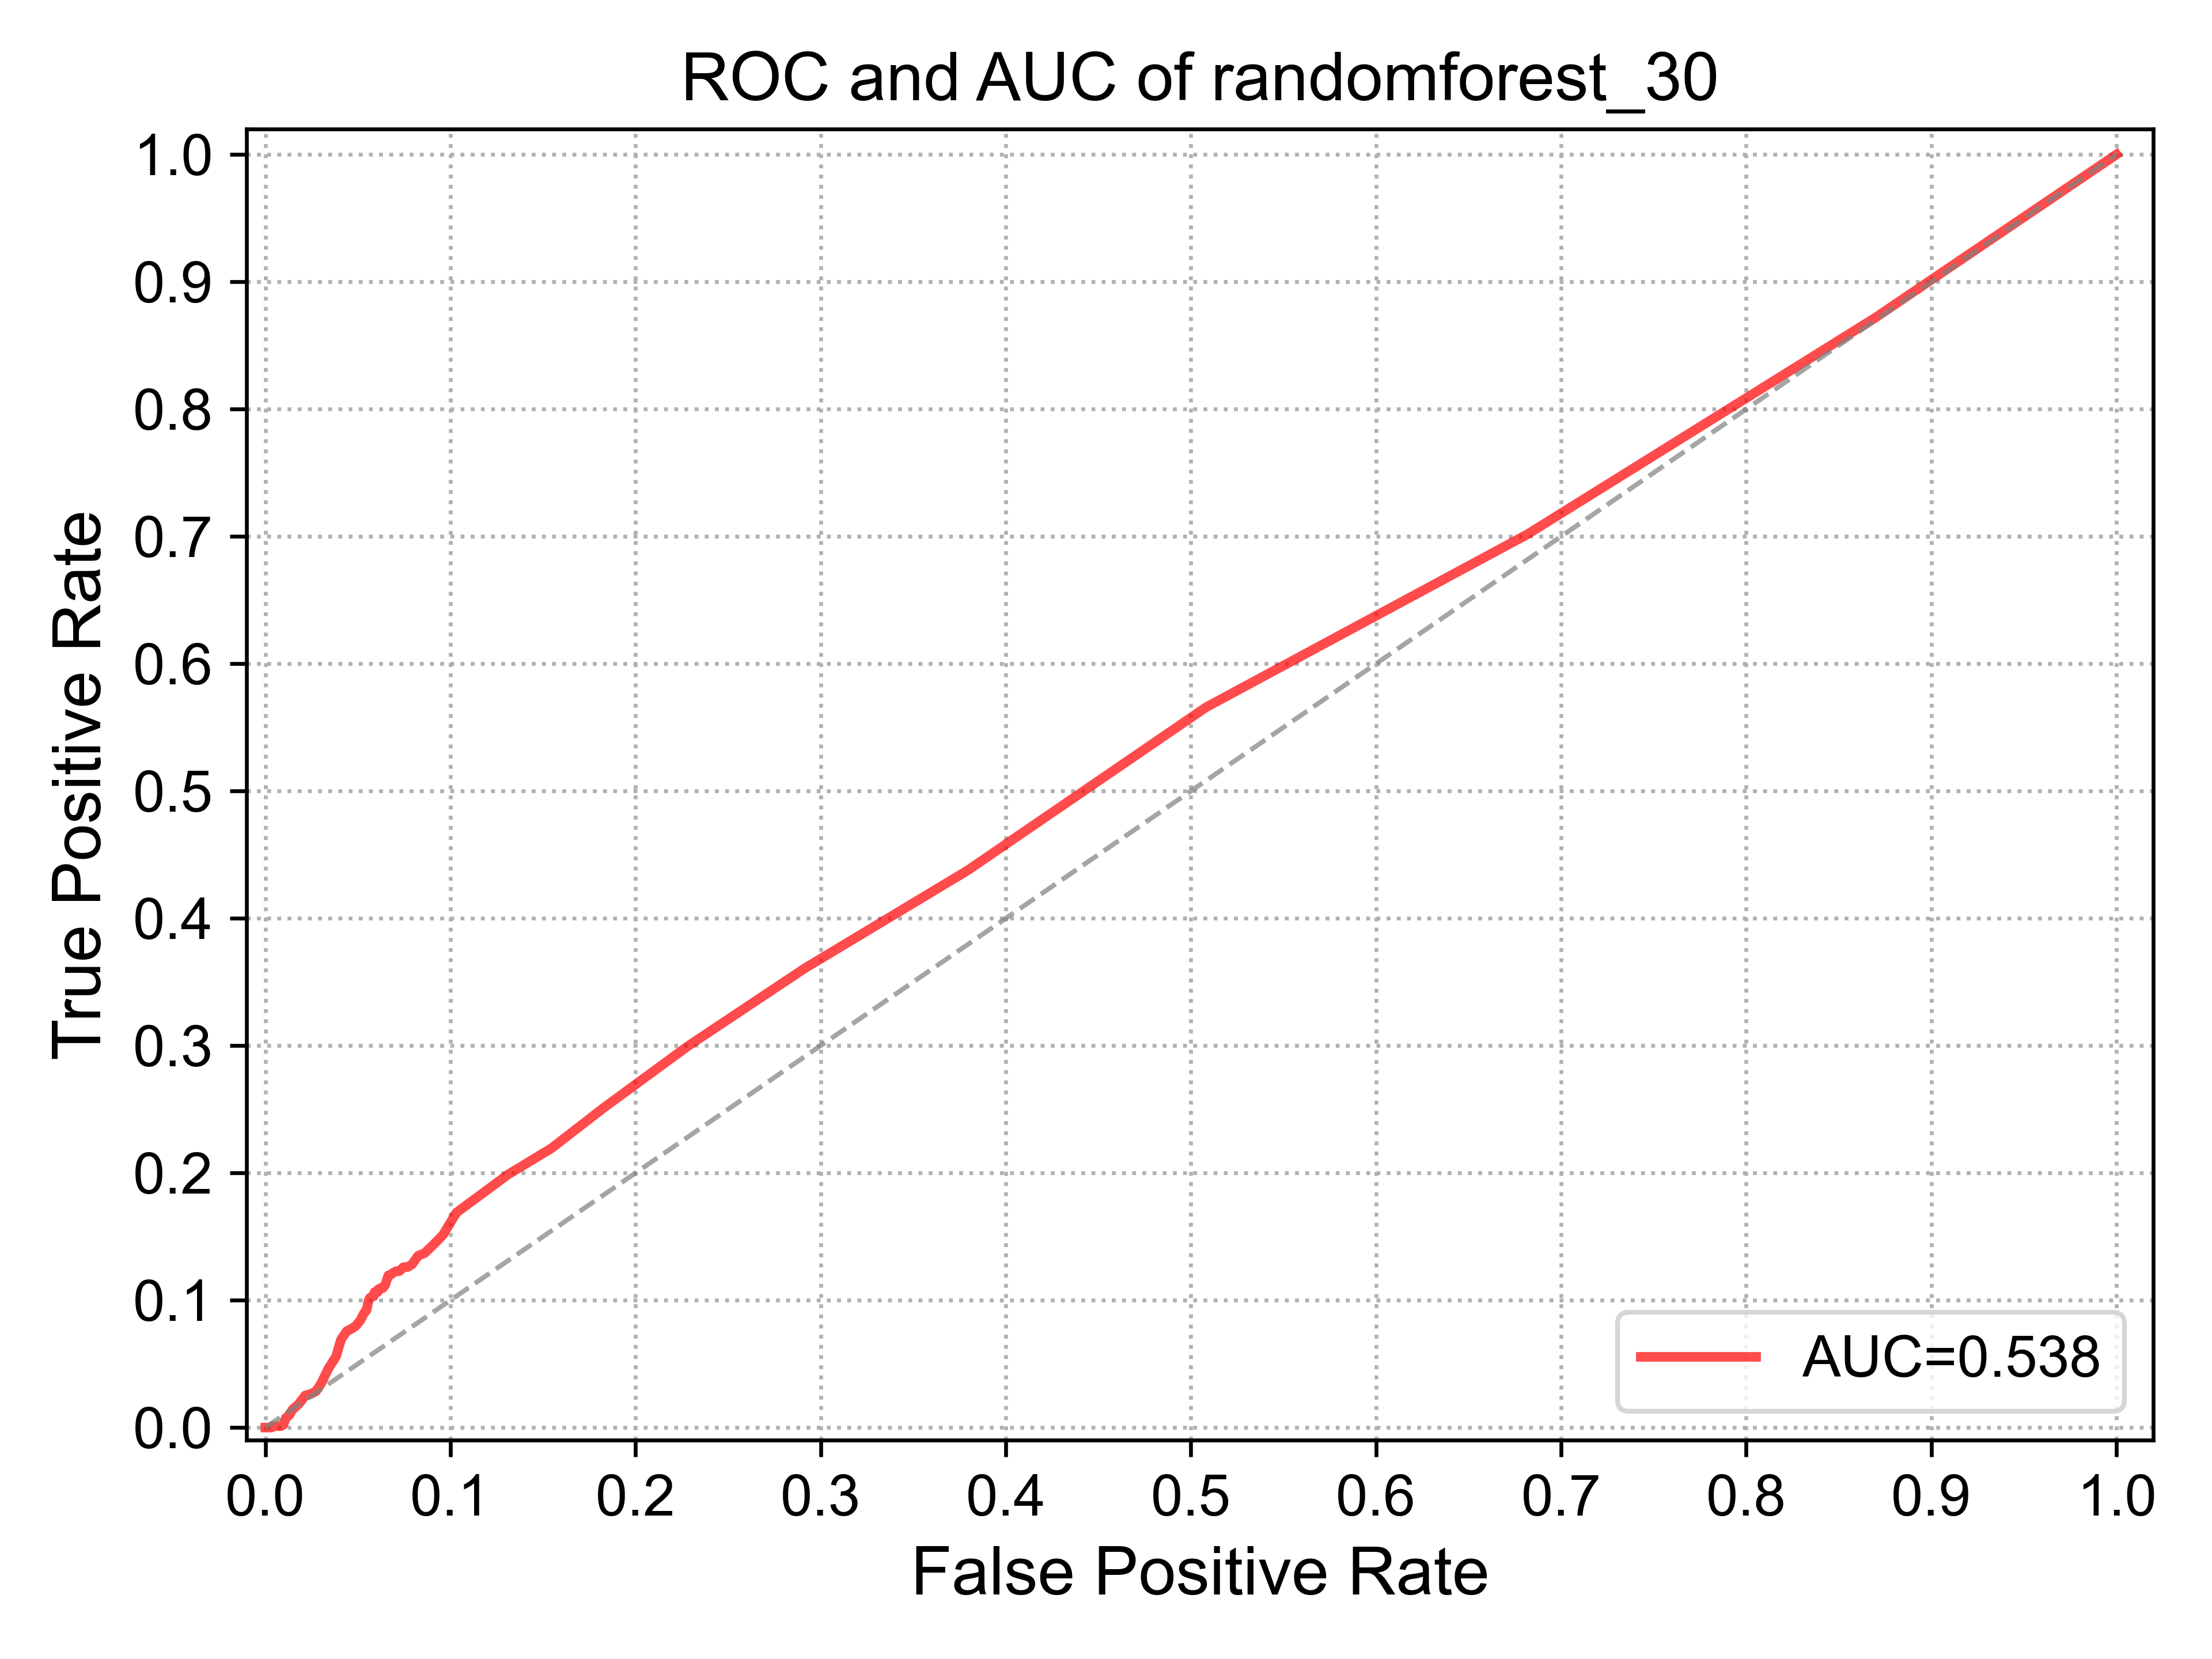 ROC and AUC of randomforest_30
1.0
0.9
0.8
0.7
0.6
0.5
0.4
0.3
0.2
0.1
0.0
True Positive Rate
AUC=0.538
0.0 0.1 0.2 0.3 0.4 0.5 0.6 0.7 0.8 0.9 1.0
False Positive Rate